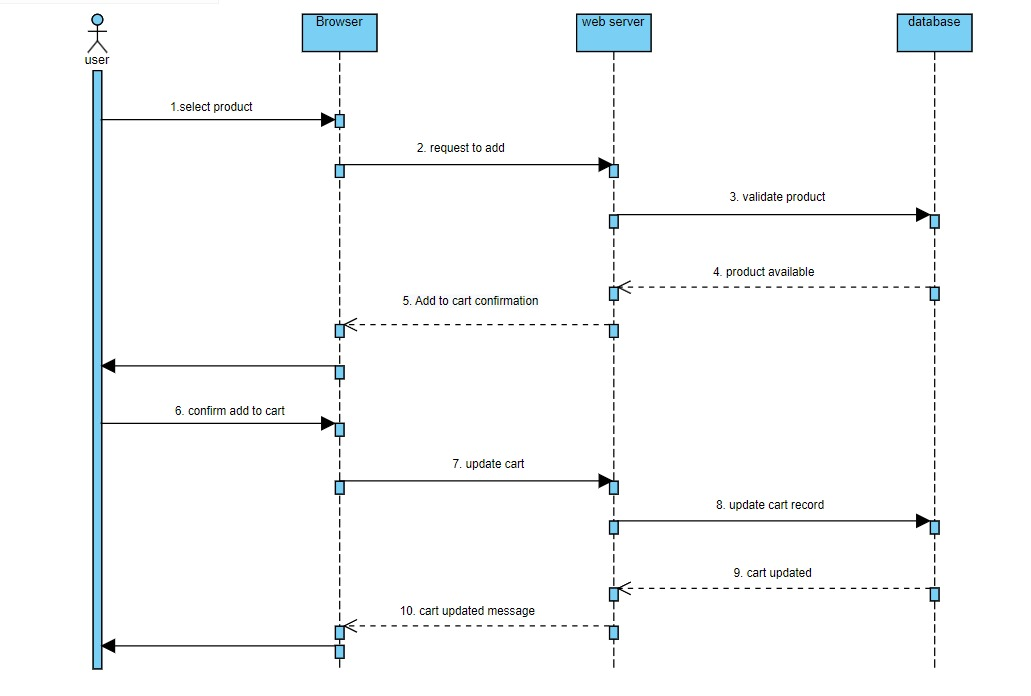 Browser
web server
database
user
1.select product
2. request to add
3. validate product
4. product available
5. Add to cart confirmation
6. confirm add to cart
7. update cart
8. update cart record
9. cart updated
10. cart updated message